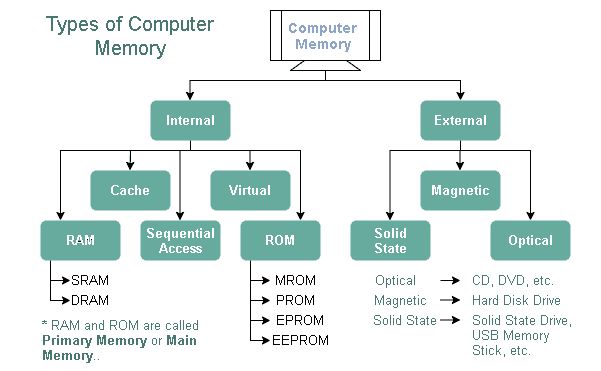 Types of Computer
Memory
Computer
Memory
Internal
External
Cache
Virtual
Magnetic
RAM
Sequential
Access
ROM
Solid
State
Optical
SRAM
DRAM
MROM
PROM
EPROM
EEPROM
Optical CD, DVD, etc.
Magnetic Hard Disk Drive
Solid State Solid State Drive,
USB Memory
Stick, etc.
* RAM and ROM are called
Primary Memory or Main
Memory..